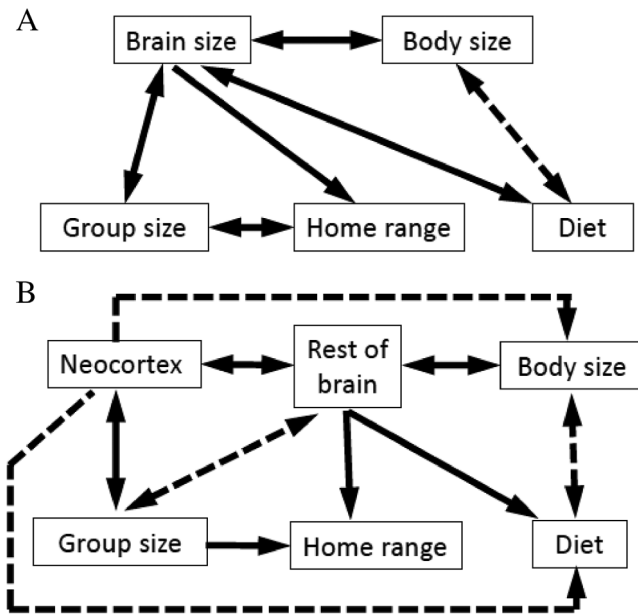 A
Brain size
Body size
Group size
Home range
Diet
B
Neocortex
Rest of
brain
Body size
Group size
Home range
Diet